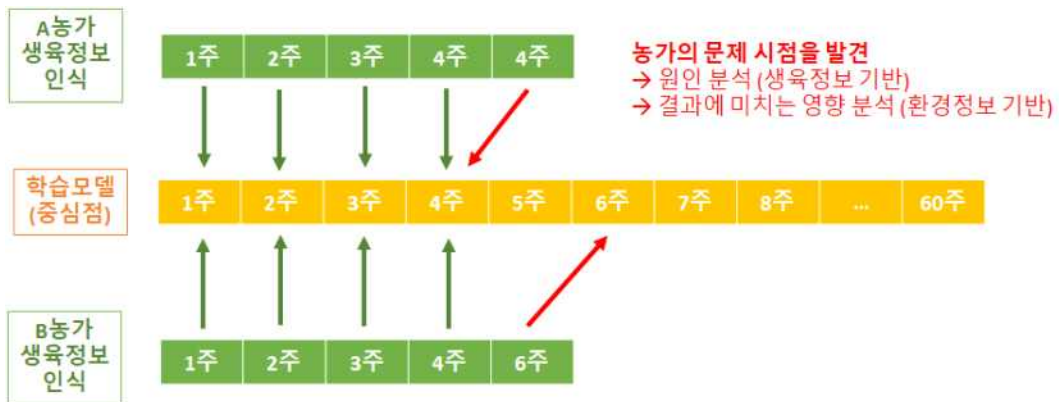 A농가
생육정보
인식
1주 2주 3주 4주 4주
농가의 문제 시점을 발견
→ 원인 분석 (생육정보 기반)
→ 결과에 미치는 영향 분석 (환경정보 기반)
학습모델
(중심점)
1주 2주 3주 4주 5주 6주 7주 8주 ... 60주
B농가
생육정보
인식
1주 2주 3주 4주 6주